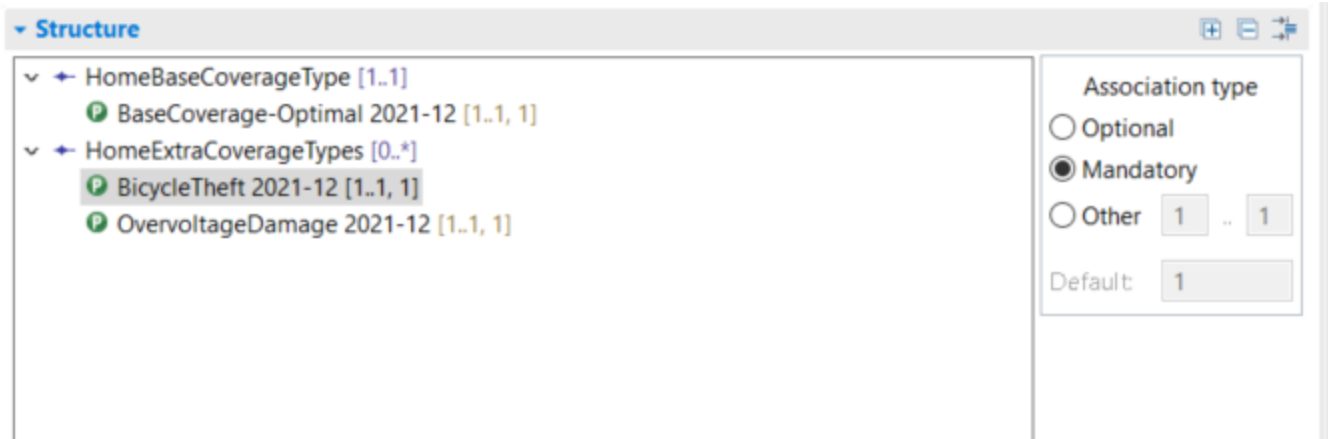 Structure
HomeBaseCoverageType [1..1]
P BaseCoverage-Optimal 2021-12 [1..1, 1]
HomeExtraCoverageTypes [0..*]
P BicycleTheft 2021-12 [1..1, 1]
P OvervoltageDamage 2021-12 [1..1, 1]
Association type
Optional
Mandatory
Other 1 .. 1
Default: 1